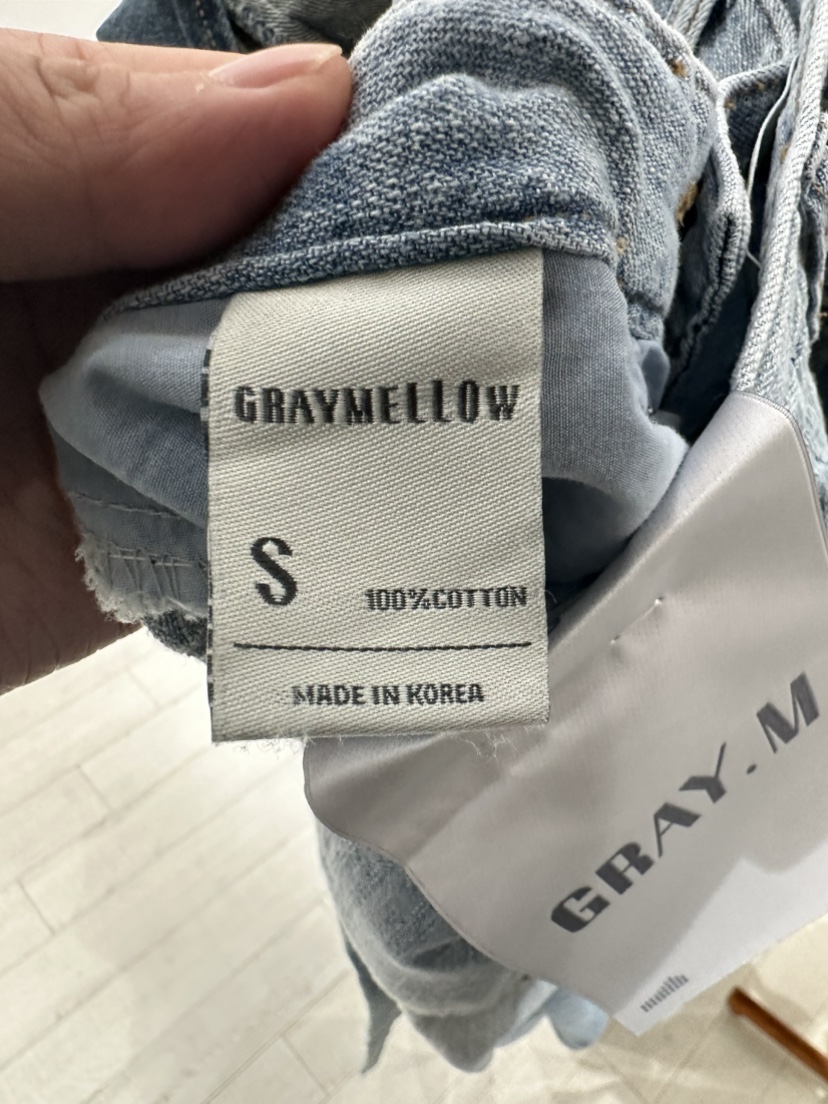 GRAYMELLOW
S
100%COTTON
MADE IN KOREA
GRAY.M